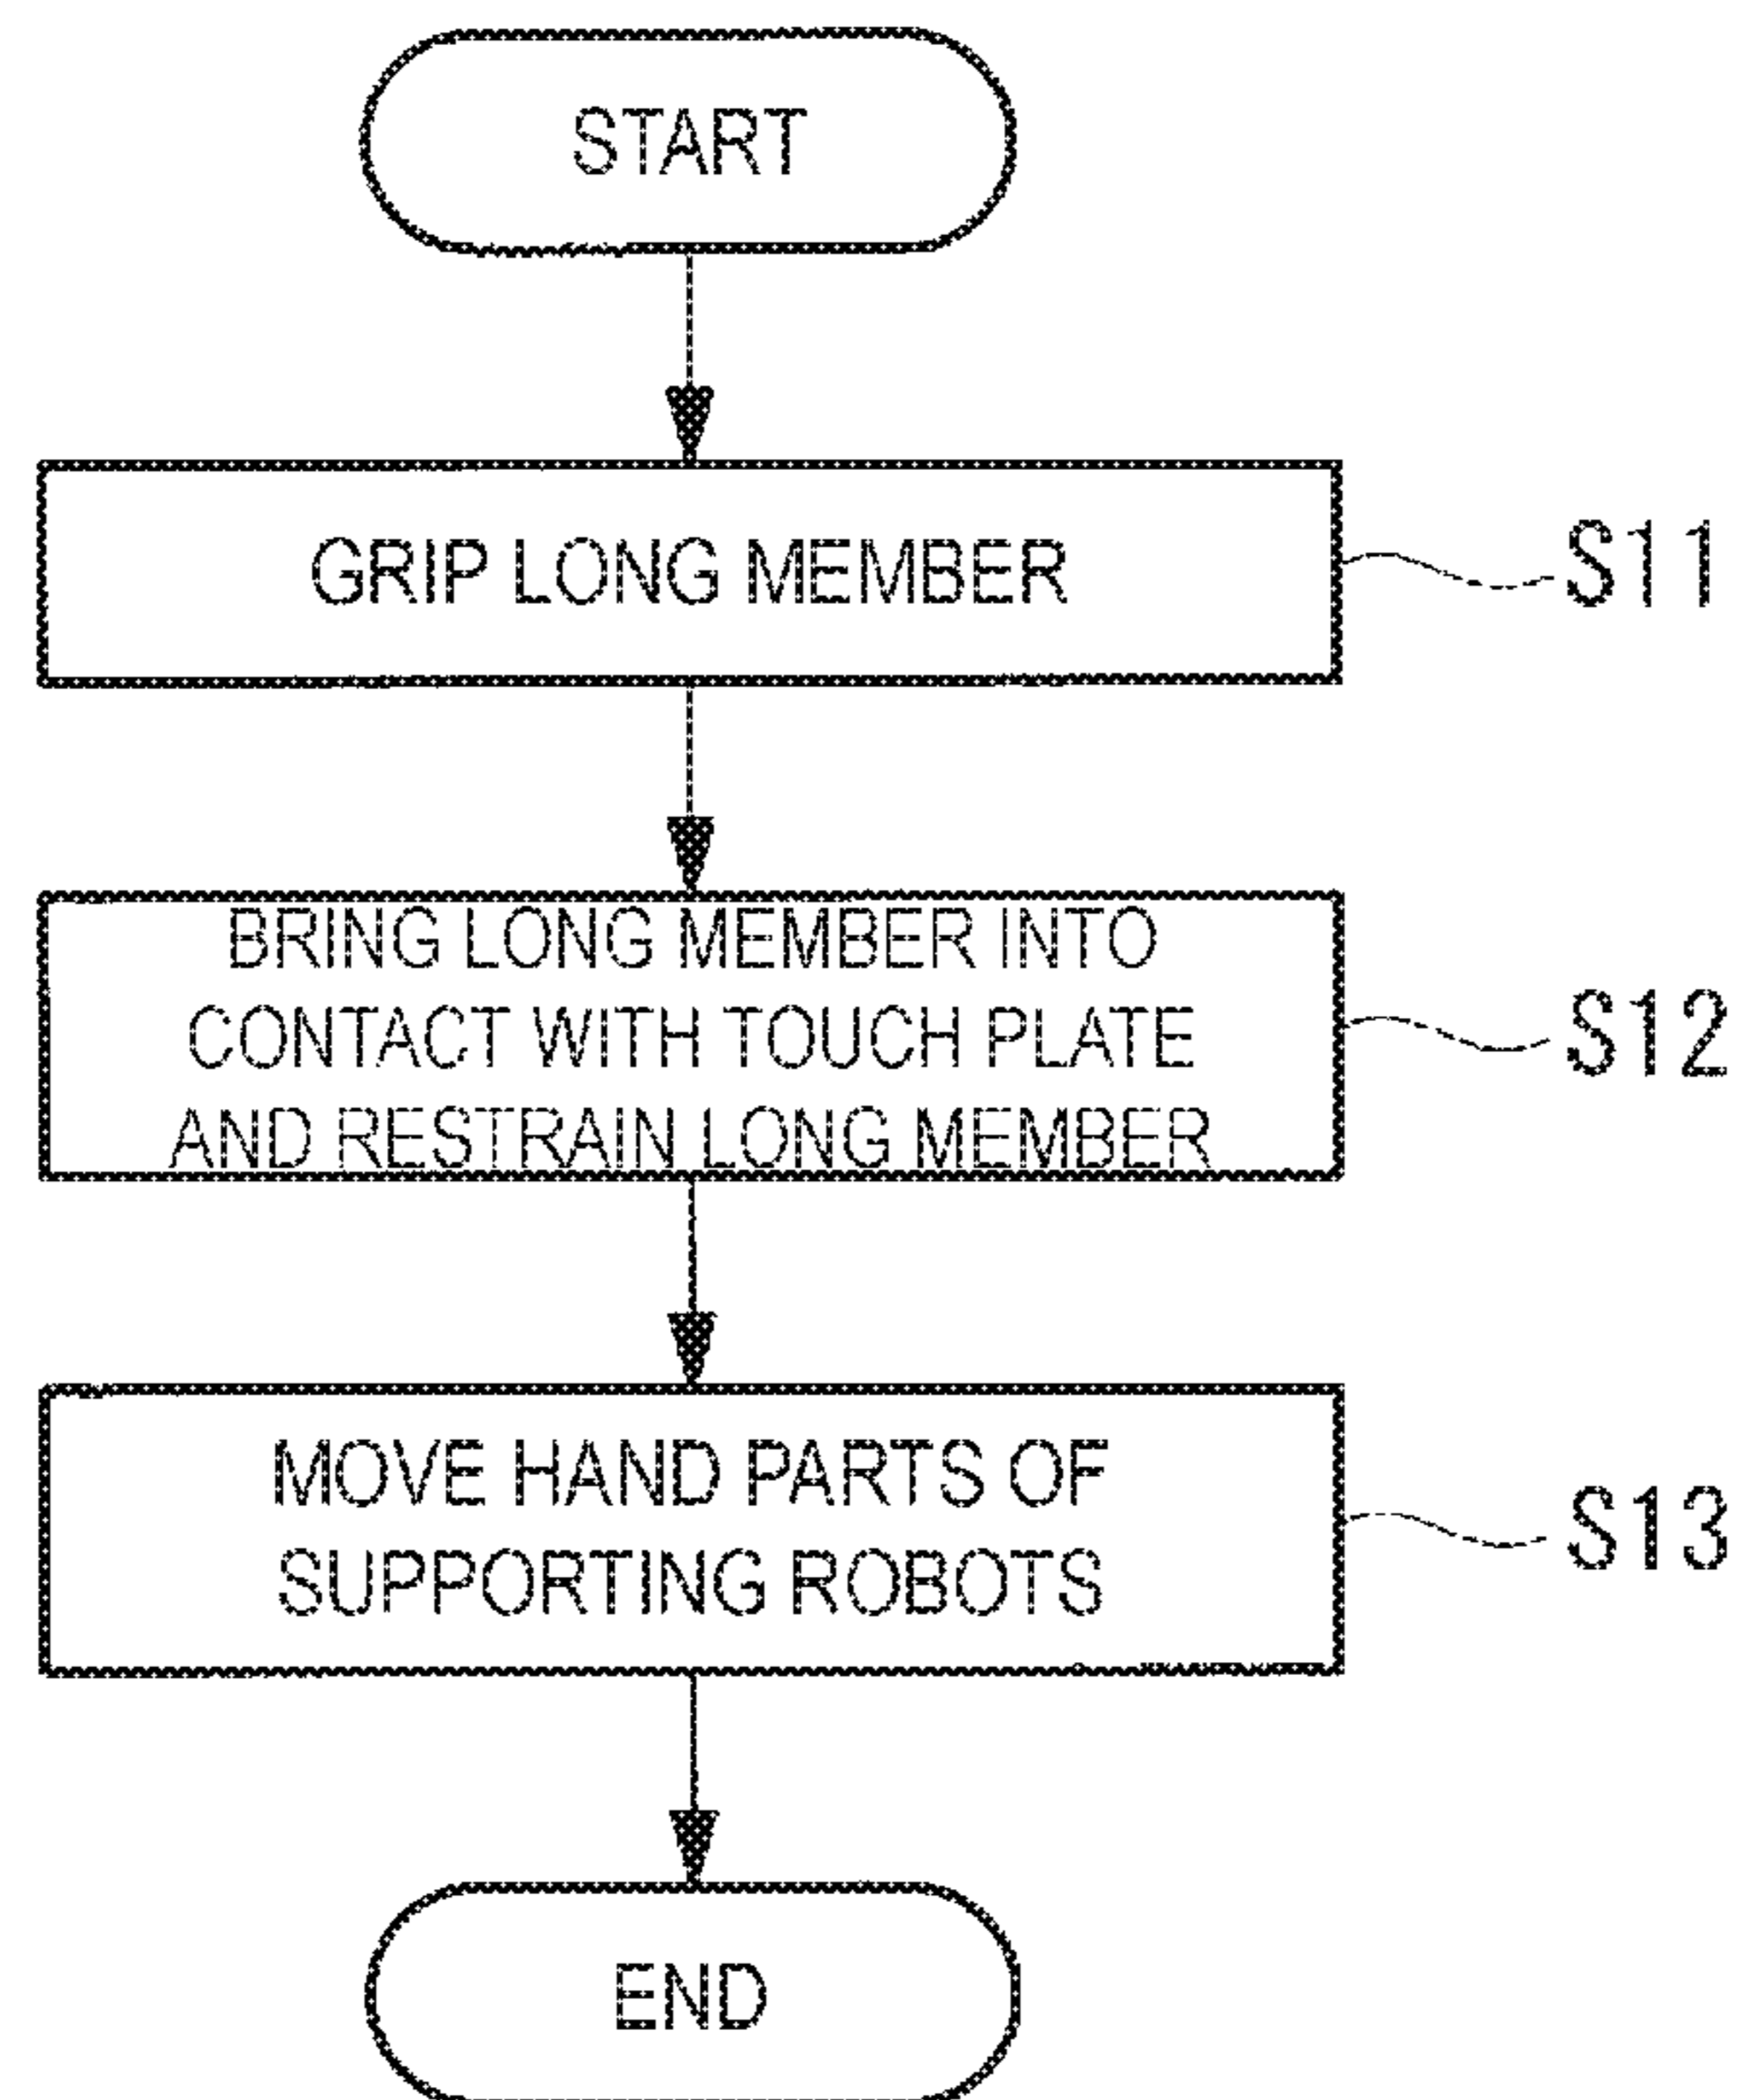 START
GRIP LONG MEMBER
S11
BRING LONG MEMBER INTO
CONTACT WITH TOUCH PLATE
AND RESTRAIN LONG MEMBER
S12
MOVE HAND PARTS OF
SUPPORTING ROBOTS
S13
END